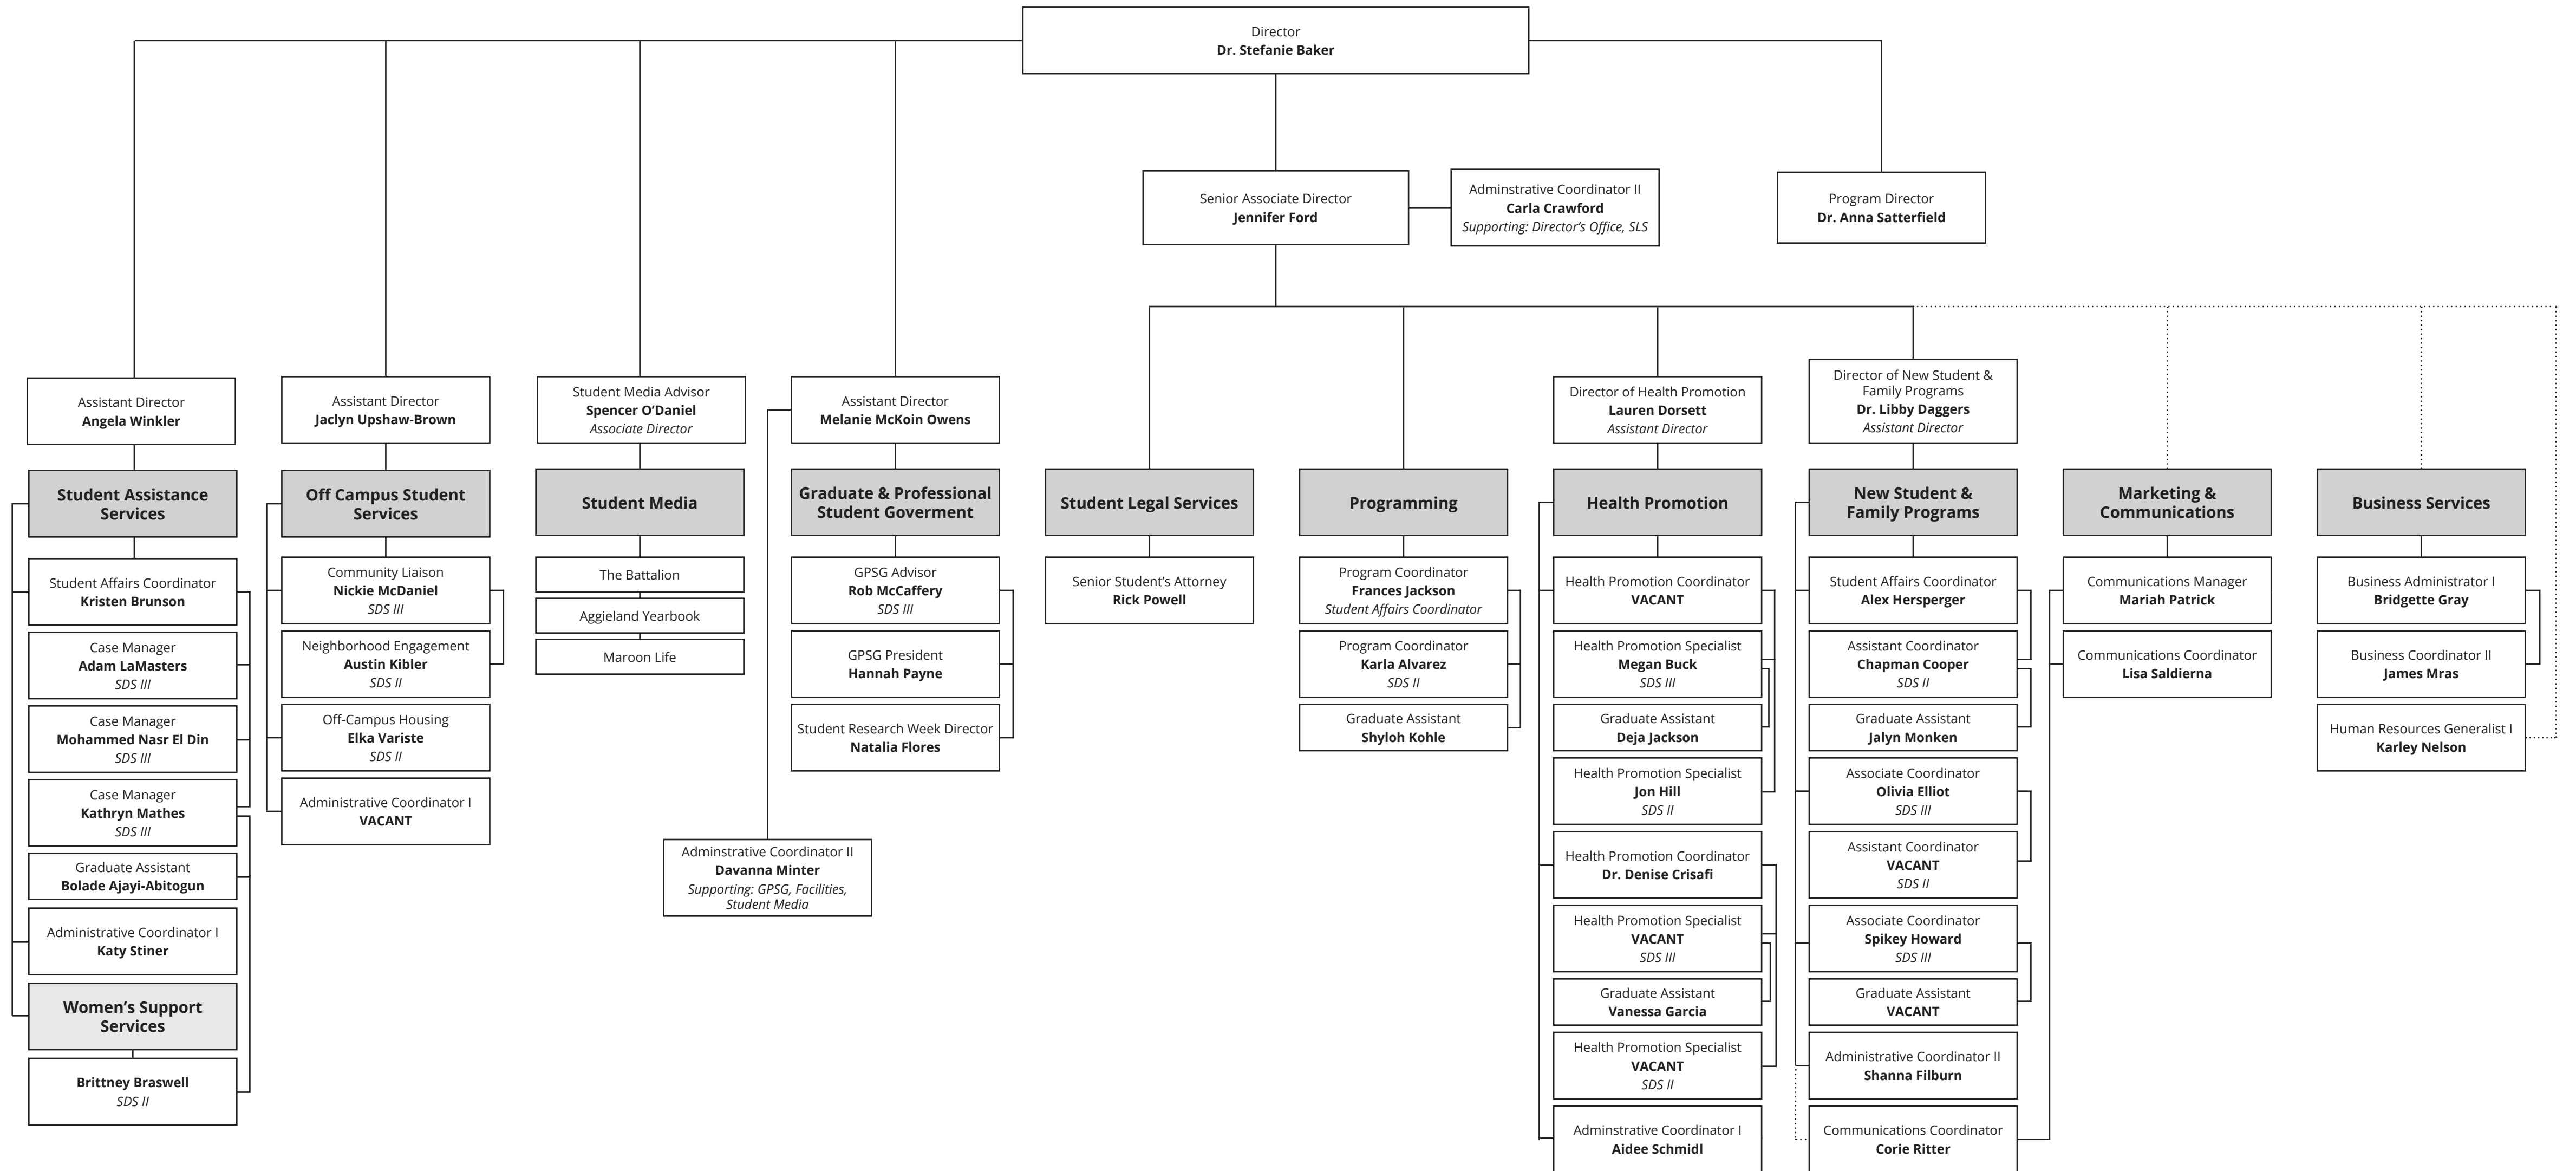 Director
Dr. Stefanie Baker
Senior Associate Director
Jennifer Ford
Adminstrative Coordinator II
Carla Crawford
Supporting: Director's Office, SLS
Program Director
Dr. Anna Satterfield
Assistant Director
Angela Winkler
Student Assistance
Services
Student Affairs Coordinator
Kristen Brunson
Case Manager
Adam LaMasters
SDS III
Case Manager
Mohammed Nasr El Din
SDS III
Case Manager
Kathryn Mathes
SDS III
Graduate Assistant
Bolade Ajayi-Abitogun
Administrative Coordinator I
Katy Stiner
Women's Support
Services
Brittney Braswell
SDS II
Assistant Director
Jaclyn Upshaw-Brown
Off Campus Student
Services
Community Liaison
Nickie McDaniel
SDS III
Neighborhood Engagement
Austin Kibler
SDS II
Off-Campus Housing
Elka Variste
SDS II
Administrative Coordinator I
VACANT
Student Media Advisor
Spencer O'Daniel
Associate Director
Student Media
The Battalion
Aggieland Yearbook
Maroon Life
Assistant Director
Melanie McKoin Owens
Graduate & Professional
Student Goverment
GPSG Advisor
Rob McCaffery
SDS III
GPSG President
Hannah Payne
Student Research Week Director
Natalia Flores
Adminstrative Coordinator II
Davanna Minter
Supporting: GPSG, Facilities,
Student Media
Student Legal Services
Senior Student's Attorney
Rick Powell
Programming
Program Coordinator
Frances Jackson
Student Affairs Coordinator
Program Coordinator
Karla Alvarez
SDS II
Graduate Assistant
Shyloh Kohle
Director of Health Promotion
Lauren Dorsett
Assistant Director
Health Promotion
Health Promotion Coordinator
VACANT
Health Promotion Specialist
Megan Buck
SDS III
Graduate Assistant
Deja Jackson
Health Promotion Specialist
Jon Hill
SDS II
Health Promotion Coordinator
Dr. Denise Crisafi
Health Promotion Specialist
VACANT
SDS III
Graduate Assistant
Vanessa Garcia
Health Promotion Specialist
VACANT
SDS II
Adminstrative Coordinator I
Aidee Schmidl
Director of New Student &
Family Programs
Dr. Libby Daggers
Assistant Director
New Student &
Family Programs
Student Affairs Coordinator
Alex Hersperger
Assistant Coordinator
Chapman Cooper
SDS II
Graduate Assistant
Jalyn Monken
Associate Coordinator
Olivia Elliot
SDS III
Assistant Coordinator
VACANT
SDS II
Associate Coordinator
Spikey Howard
SDS III
Graduate Assistant
VACANT
Administrative Coordinator II
Shanna Filburn
Communications Coordinator
Corie Ritter
Marketing &
Communications
Communications Manager
Mariah Patrick
Communications Coordinator
Lisa Saldierna
Business Services
Business Administrator I
Bridgette Gray
Business Coordinator II
James Mras
Human Resources Generalist I
Karley Nelson